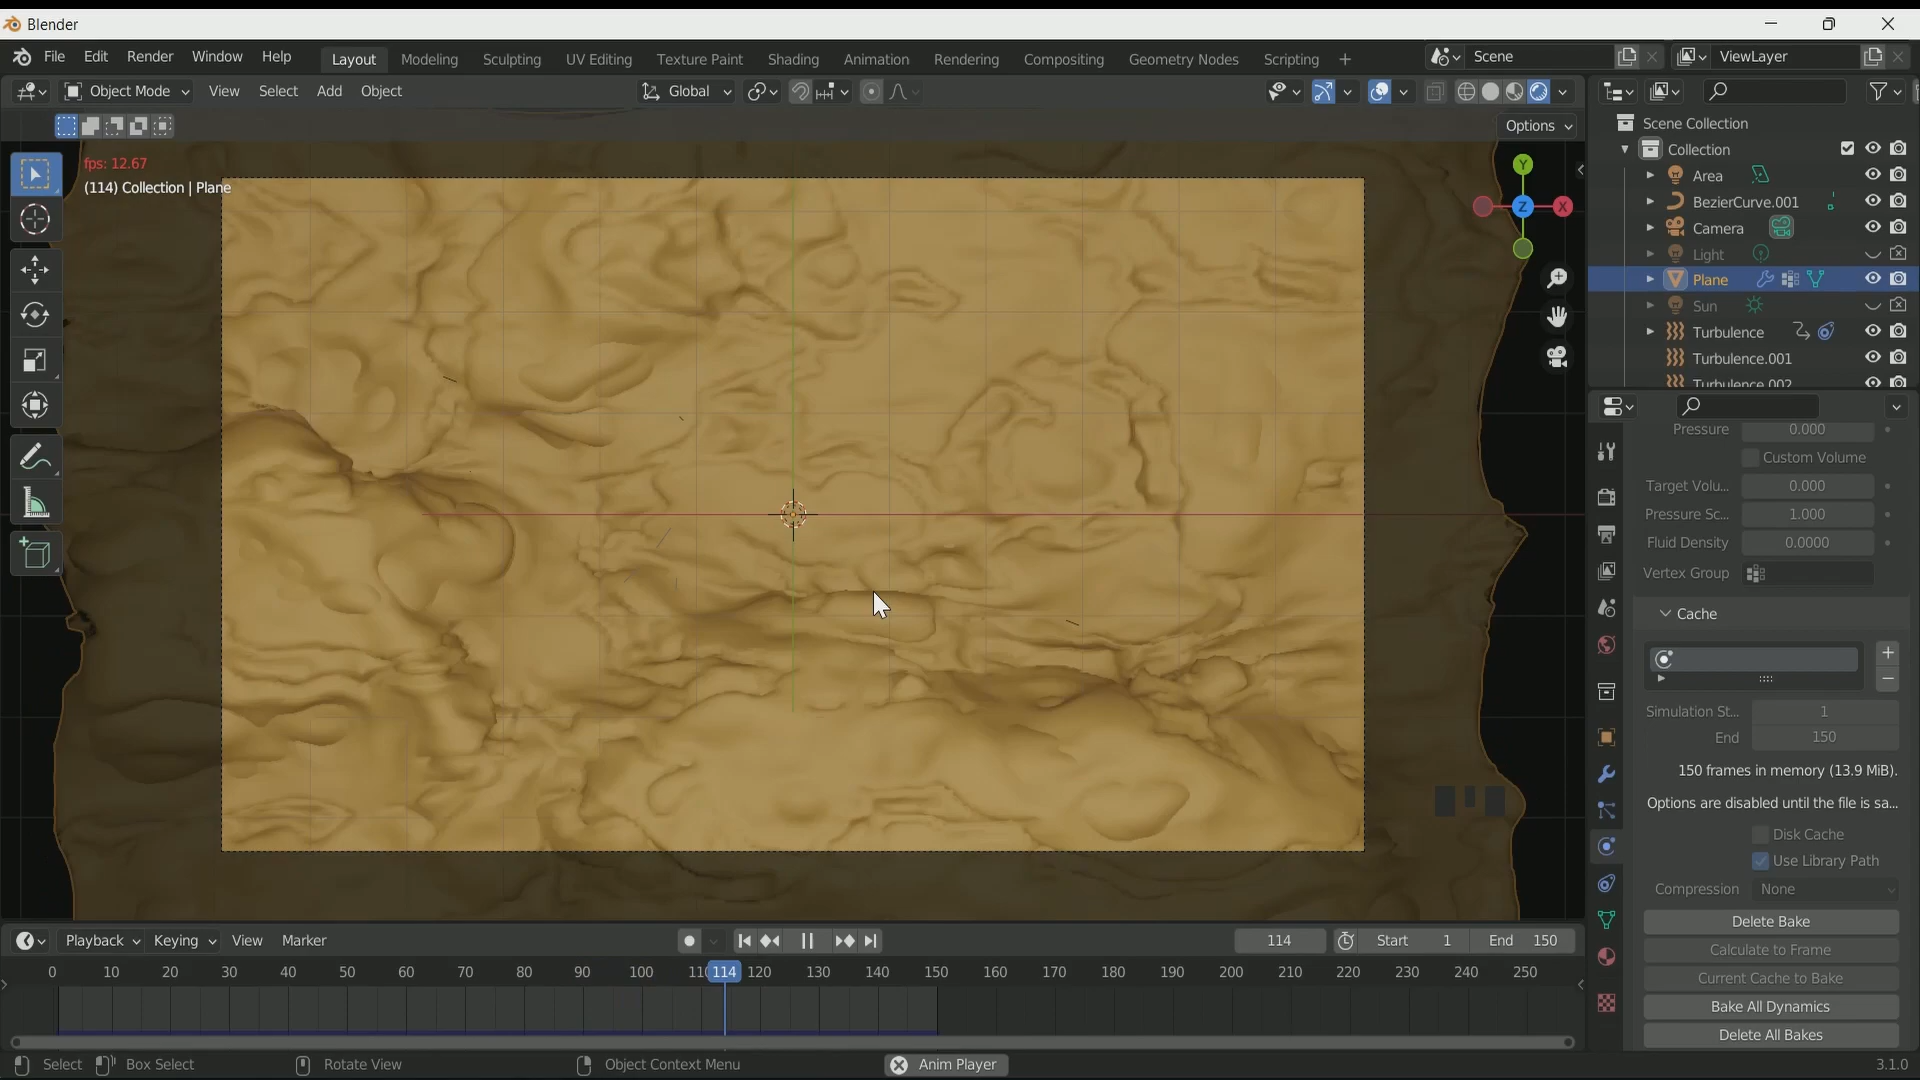 Blender
File Edit Render Window Help Layout Modeling Sculpting UV Editing Texture Paint Shading Animation Rendering Compositing Geometry Nodes Scripting + Scene ViewLayer
Object Mode View Select Add Object Global
Options
fps: 12.67
(114) Collection | Plane
Y
Z X
Scene Collection
Collection
Area
BezierCurve.001
Camera
Light
Plane
Sun
Turbulence
Turbulence.001
Turbulence.002
Pressure 0.000
Custom Volume
Target Volu... 0.000
Pressure Sc... 1.000
Fluid Density 0.0000
Vertex Group
Cache
Simulation St... 1
End 150
150 frames in memory (13.9 MiB).
Options are disabled until the file is sa...
Disk Cache
Use Library Path
Compression None
Delete Bake
Calculate to Frame
Current Cache to Bake
Bake All Dynamics
Delete All Bakes
Playback Keying View Marker 114 Start 1 End 150
0 10 20 30 40 50 60 70 80 90 100 110 114 120 130 140 150 160 170 180 190 200 210 220 230 240 250
Select Box Select Rotate View Object Context Menu Anim Player 3.1.0